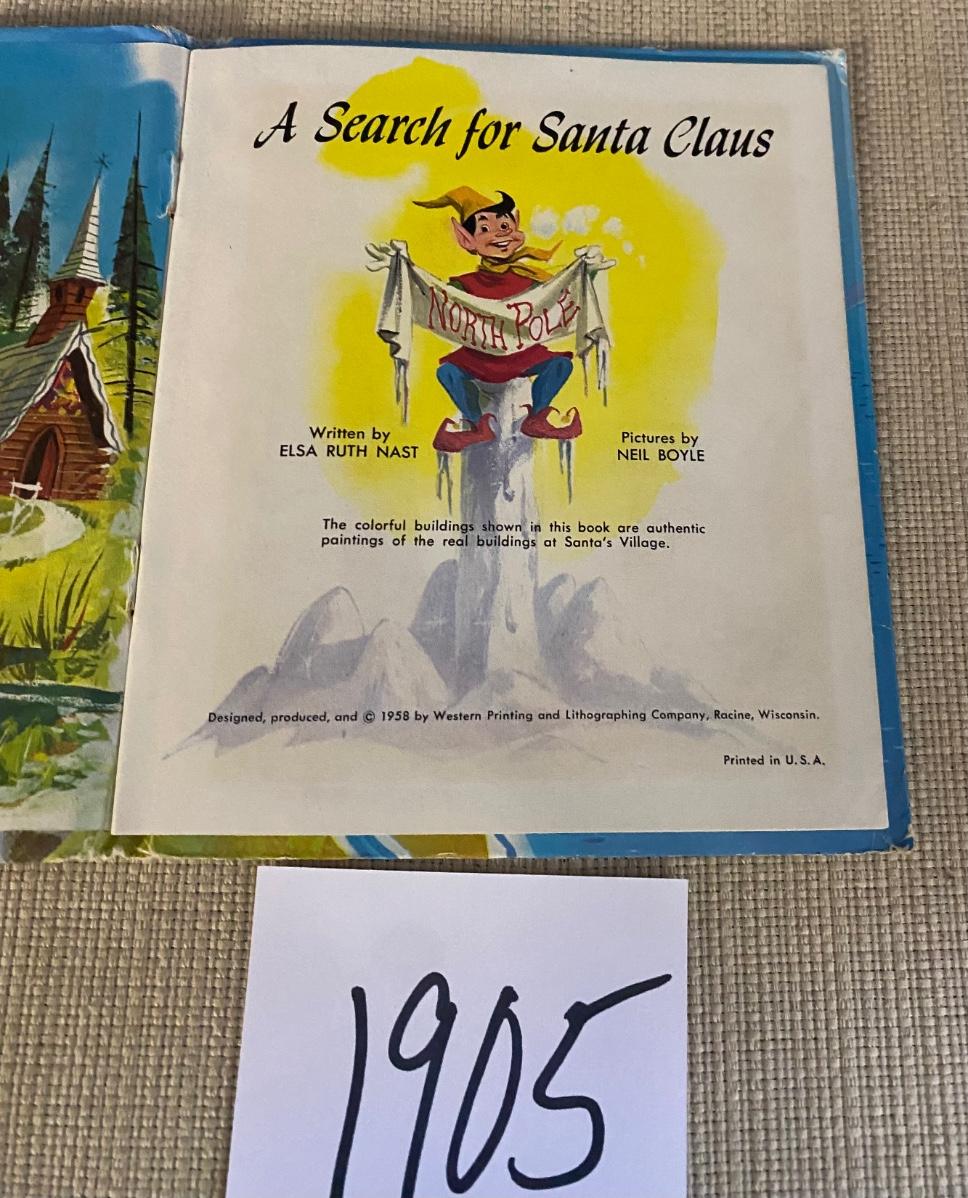 A Search for Santa Claus
NORTH POLE
Written by
ELSA RUTH NAST
Pictures by
NEIL BOYLE
The colorful buildings shown in this book are authentic
paintings of the real buildings at Santa's Village.
Designed, produced, and © 1958 by Western Printing and Lithographing Company, Racine, Wisconsin.
Printed in U. S. A.
1905